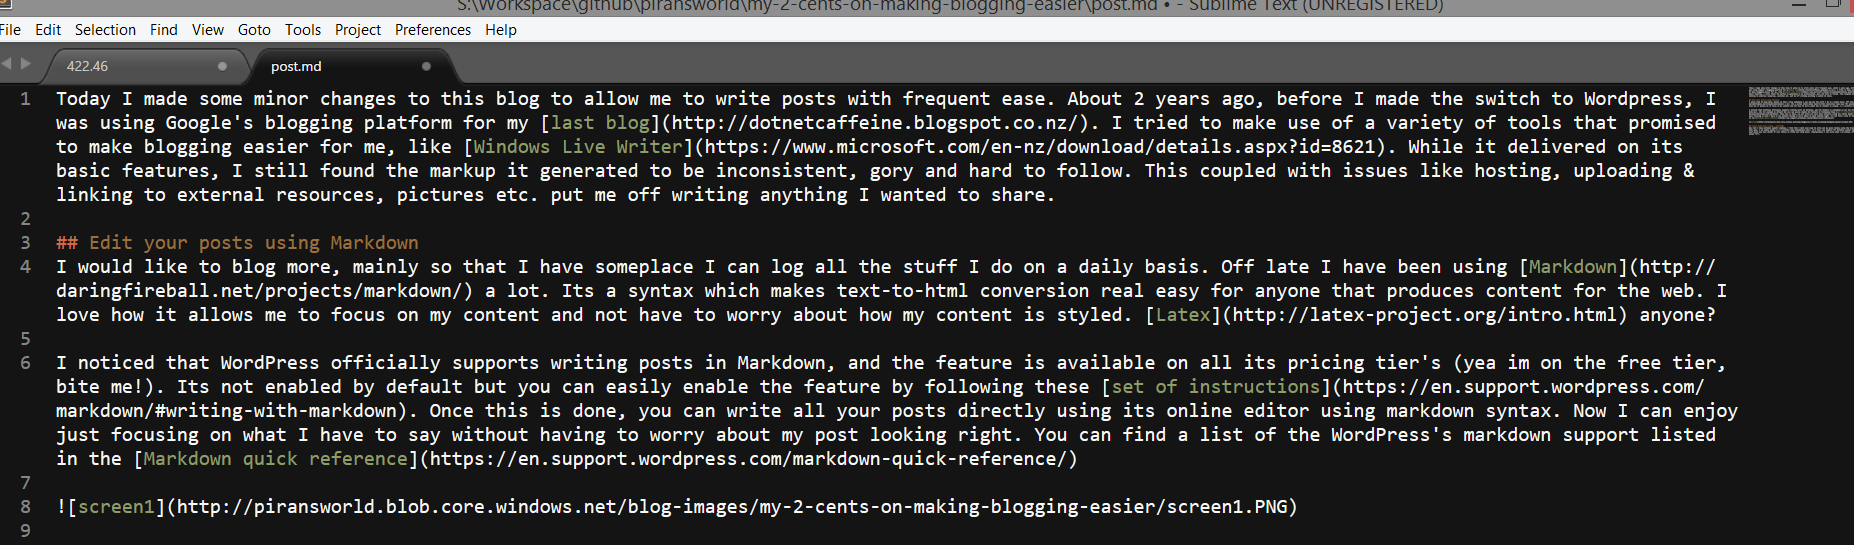 S:\Workspace\github\piransworld\my-2-cents-on-making-blogging-easier\post.md • - Sublime Text (UNREGISTERED)
File Edit Selection Find View Goto Tools Project Preferences Help
422.46 post.md
1 Today I made some minor changes to this blog to allow me to write posts with frequent ease. About 2 years ago, before I made the switch to Wordpress, I
was using Google's blogging platform for my [last blog](http://dotnetcaffeine.blogspot.co.nz/). I tried to make use of a variety of tools that promised
to make blogging easier for me, like [Windows Live Writer](https://www.microsoft.com/en-nz/download/details.aspx?id=8621). While it delivered on its
basic features, I still found the markup it generated to be inconsistent, gory and hard to follow. This coupled with issues like hosting, uploading &
linking to external resources, pictures etc. put me off writing anything I wanted to share.
2
3 ## Edit your posts using Markdown
4 I would like to blog more, mainly so that I have someplace I can log all the stuff I do on a daily basis. Off late I have been using [Markdown](http://
daringfireball.net/projects/markdown/) a lot. Its a syntax which makes text-to-html conversion real easy for anyone that produces content for the web. I
love how it allows me to focus on my content and not have to worry about how my content is styled. [Latex](http://latex-project.org/intro.html) anyone?
5
6 I noticed that WordPress officially supports writing posts in Markdown, and the feature is available on all its pricing tier's (yea im on the free tier,
bite me!). Its not enabled by default but you can easily enable the feature by following these [set of instructions](https://en.support.wordpress.com/
markdown/#writing-with-markdown). Once this is done, you can write all your posts directly using its online editor using markdown syntax. Now I can enjoy
just focusing on what I have to say without having to worry about my post looking right. You can find a list of the WordPress's markdown support listed
in the [Markdown quick reference](https://en.support.wordpress.com/markdown-quick-reference/)
7
8 ![screen1](http://piransworld.blob.core.windows.net/blog-images/my-2-cents-on-making-blogging-easier/screen1.PNG)
9